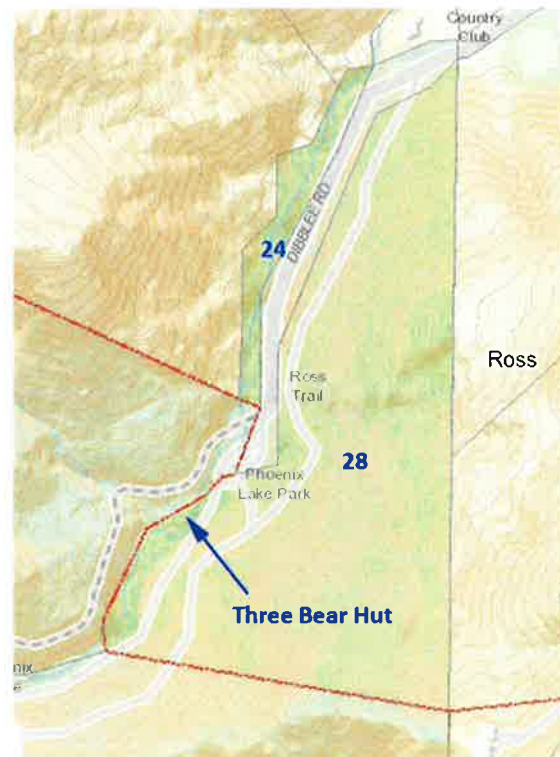 Country
Club
DIBBLEE RD
24
Ross
Ross
Trail
28
Phoenix
Lake Park
Three Bear Hut